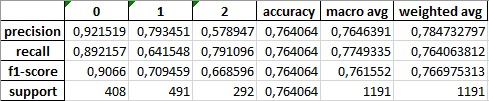 0 1 2 accuracy macro avg weighted avg
precision 0,921519 0,793451 0,578947 0,764064 0,7646391 0,784732797
recall 0,892157 0,641548 0,791096 0,764064 0,7749335 0,764063812
f1-score 0,9066 0,709459 0,668596 0,764064 0,761552 0,766975313
support 408 491 292 0,764064 1191 1191